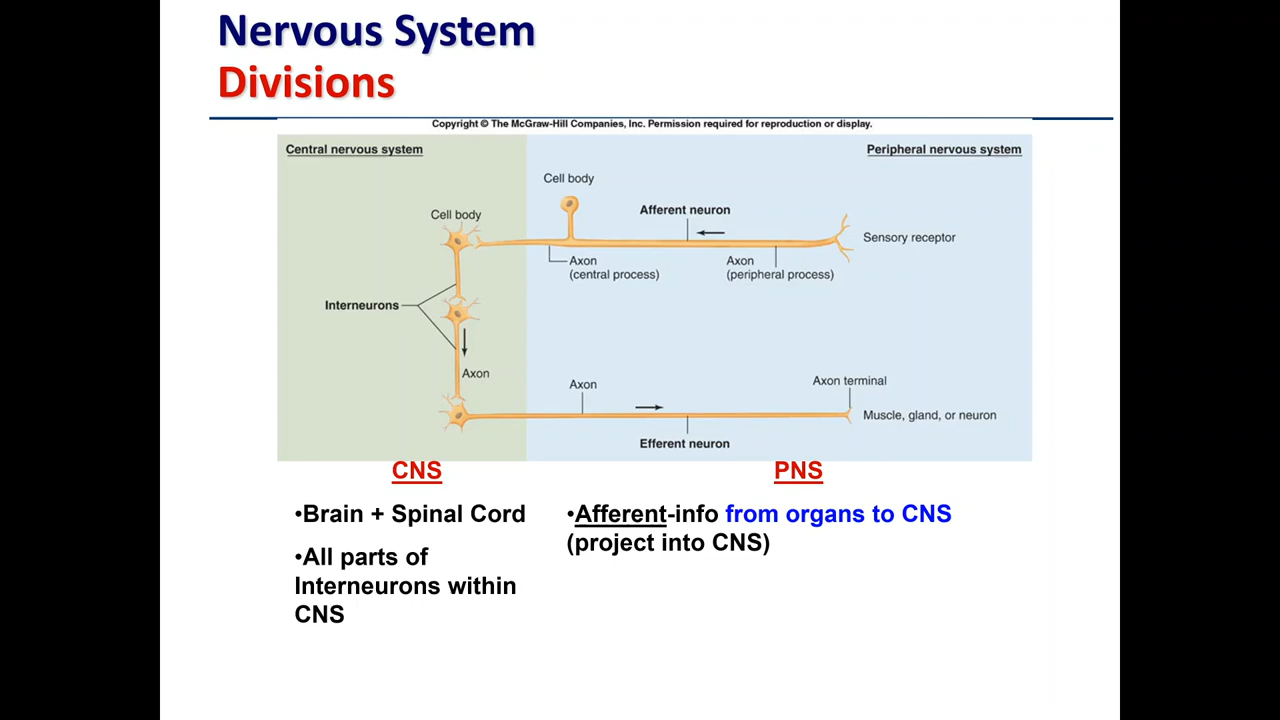 Nervous System
Divisions
Copyright © The McGraw-Hill Companies, Inc. Permission required for reproduction or display.
Central nervous system
Peripheral nervous system
Cell body
Cell body
Afferent neuron
Sensory receptor
Axon
(central process)
Axon
(peripheral process)
Interneurons
Axon
Axon
Axon terminal
Muscle, gland, or neuron
Efferent neuron
CNS
•Brain + Spinal Cord
•All parts of
Interneurons within
CNS
PNS
•Afferent-info from organs to CNS
(project into CNS)